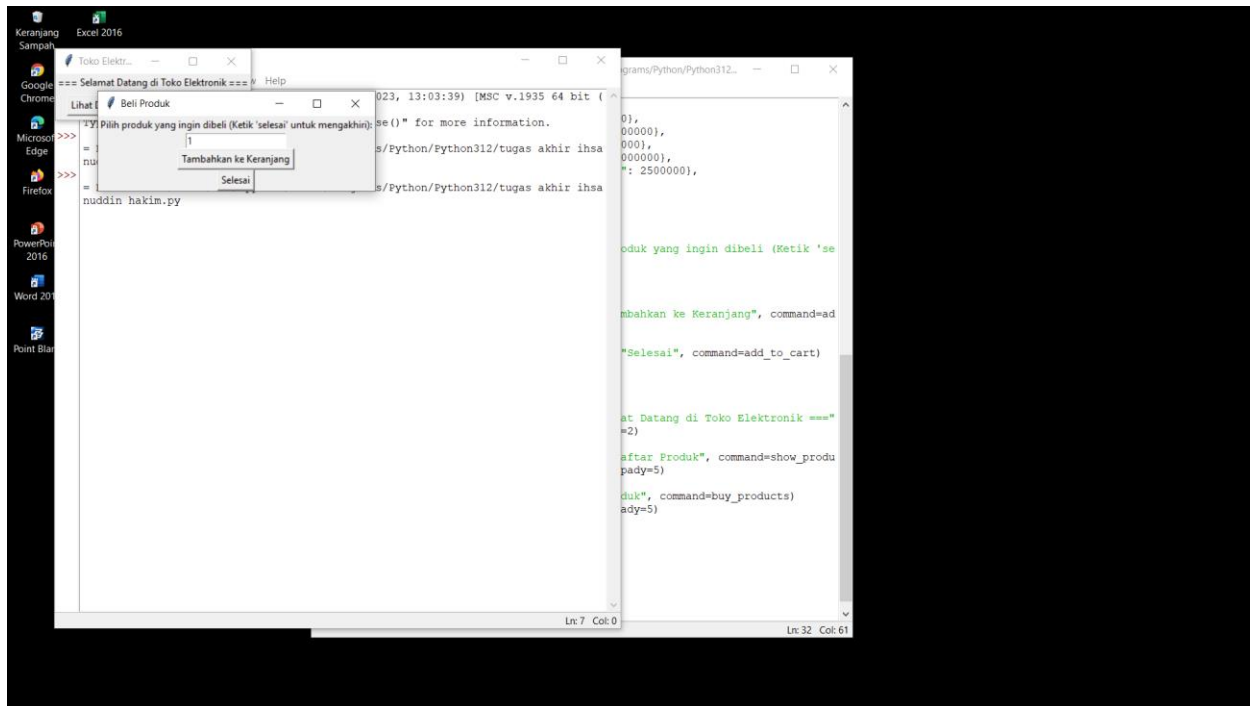 Keranjang Sampah
Excel 2016
Google Chrome
Microsof
Edge
Firefox
PowerPoi
2016
Word 201
Point Blan
Toko Elektr...
=== Selamat Datang di Toko Elektronik ===
Help
Lihat
Beli Produk
Pilih produk yang ingin dibeli (Ketik 'selesai' untuk mengakhiri):
1
Tambahkan ke Keranjang
Selesai
023, 13:03:39) [MSC v.1935 64 bit (
se()" for more information.
>>>
s/Python/Python312/tugas akhir ihsa
>>>
s/Python/Python312/tugas akhir ihsa
nuddin hakim.py
Ln: 7 Col: 0
grams/Python/Python312...
0},
00000},
000},
000000},
": 2500000},
oduk yang ingin dibeli (Ketik 'se
mbahkan ke Keranjang", command=ad
"Selesai", command=add_to_cart)
at Datang di Toko Elektronik ==="
=2)
aftar Produk", command=show_produ
pady=5)
duk", command=buy_products)
ady=5)
Ln: 32 Col: 61